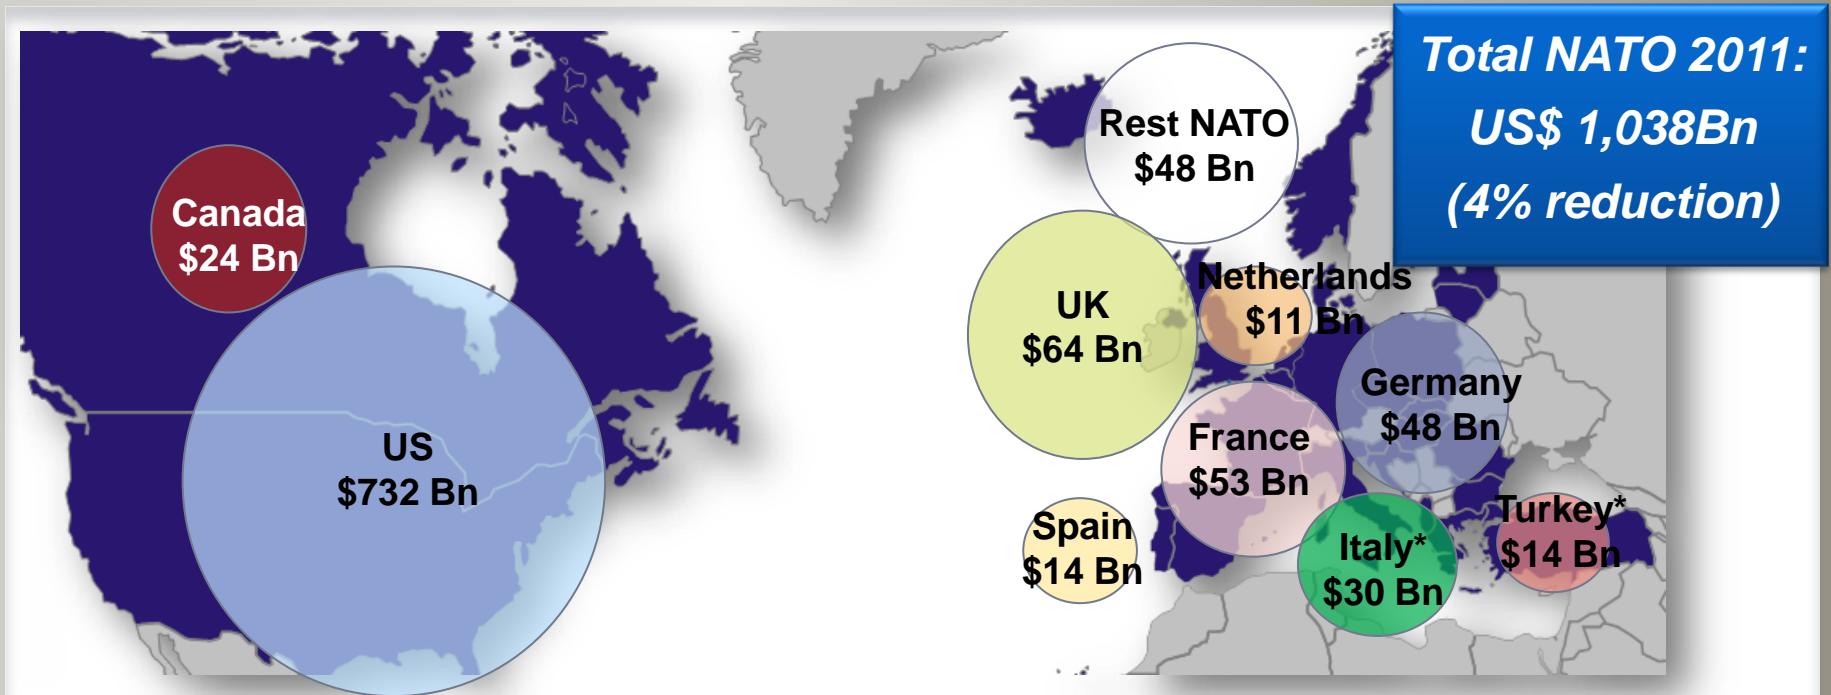 Total NATO 2011:
US$ 1,038Bn
(4% reduction)
Rest NATO
$48 Bn
Canada
$24 Bn
UK
$64 Bn
Netherlands
$11 Bn
Germany
$48 Bn
US
$732 Bn
France
$53 Bn
Spain
$14 Bn
Italy*
$30 Bn
Turkey*
$14 Bn